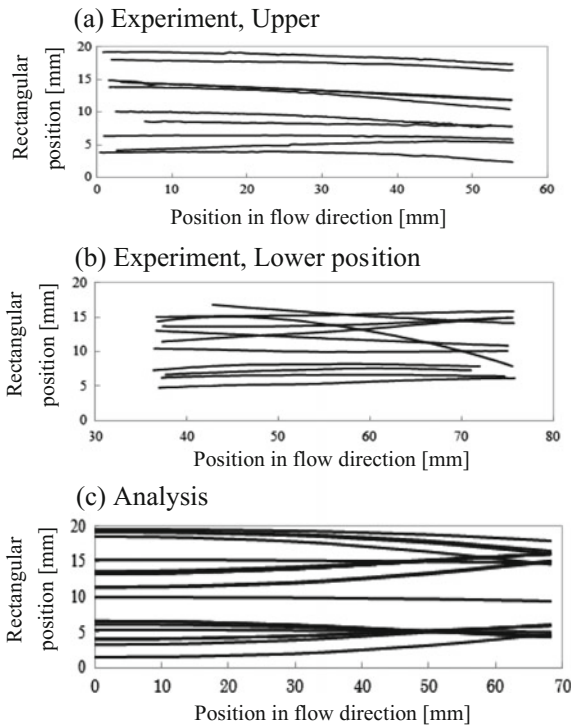 (a) Experiment, Upper
Rectangular
position [mm]
20
15
10
5
0
0 10 20 30 40 50 60
Position in flow direction [mm]
(b) Experiment, Lower position
Rectangular
position [mm]
20
15
10
5
0
30 40 50 60 70 80
Position in flow direction [mm]
(c) Analysis
Rectangular
position [mm]
20
15
10
5
0
0 10 20 30 40 50 60 70
Position in flow direction [mm]